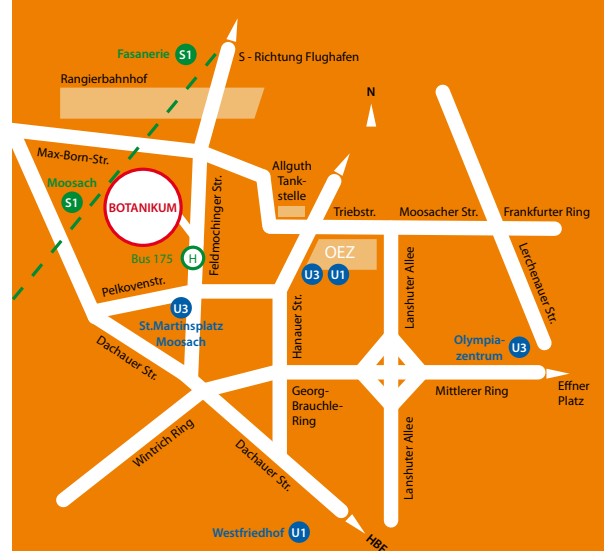 Fasanerie S1
S - Richtung Flughafen
Rangierbahnhof
N
Max-Born-Str.
Allguth
Tank-
stelle
Moosach
S1
BOTANIKUM
Feldmochinger Str.
Triebstr.
Moosacher Str.
Frankfurter Ring
Bus 175 H
OEZ
U3 U1
Lanshuter Allee
Lerchenauer Str.
Pelkovenstr.
U3
St.Martinsplatz
Moosach
Hanauer Str.
Olympia-
zentrum U3
Dachauer Str.
Georg-
Brauchle-
Ring
Mittlerer Ring
Effner
Platz
Wintrich Ring
Dachauer Str.
Lanshuter Allee
Westfriedhof U1
HBF